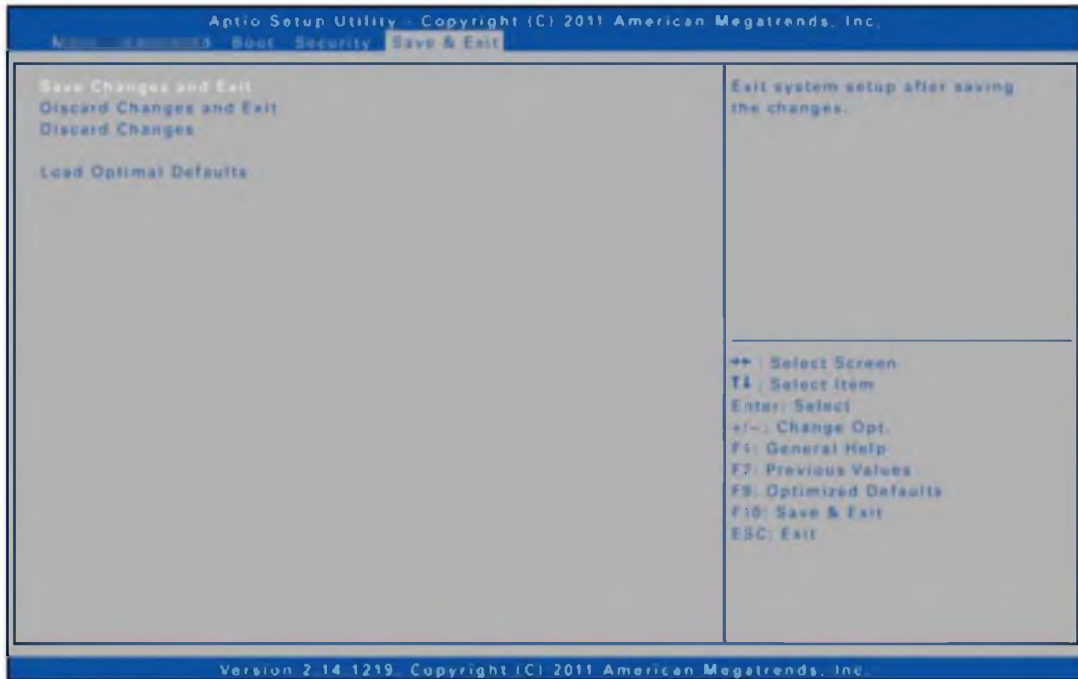 Aptio Setup Utility - Copyright (C) 2011 American Megatrends, Inc.
Boot Security Save & Exit
Save Changes and Exit
Discard Changes and Exit
Discard Changes
Load Optimal Defaults
Exit system setup after saving
the changes.
→← : Select Screen
↑↓ : Select Item
Enter: Select
+/-: Change Opt.
F1: General Help
F7: Previous Values
F9: Optimized Defaults
F10: Save & Exit
ESC: Exit
Version 2.14.1219. Copyright (C) 2011 American Megatrends, Inc.